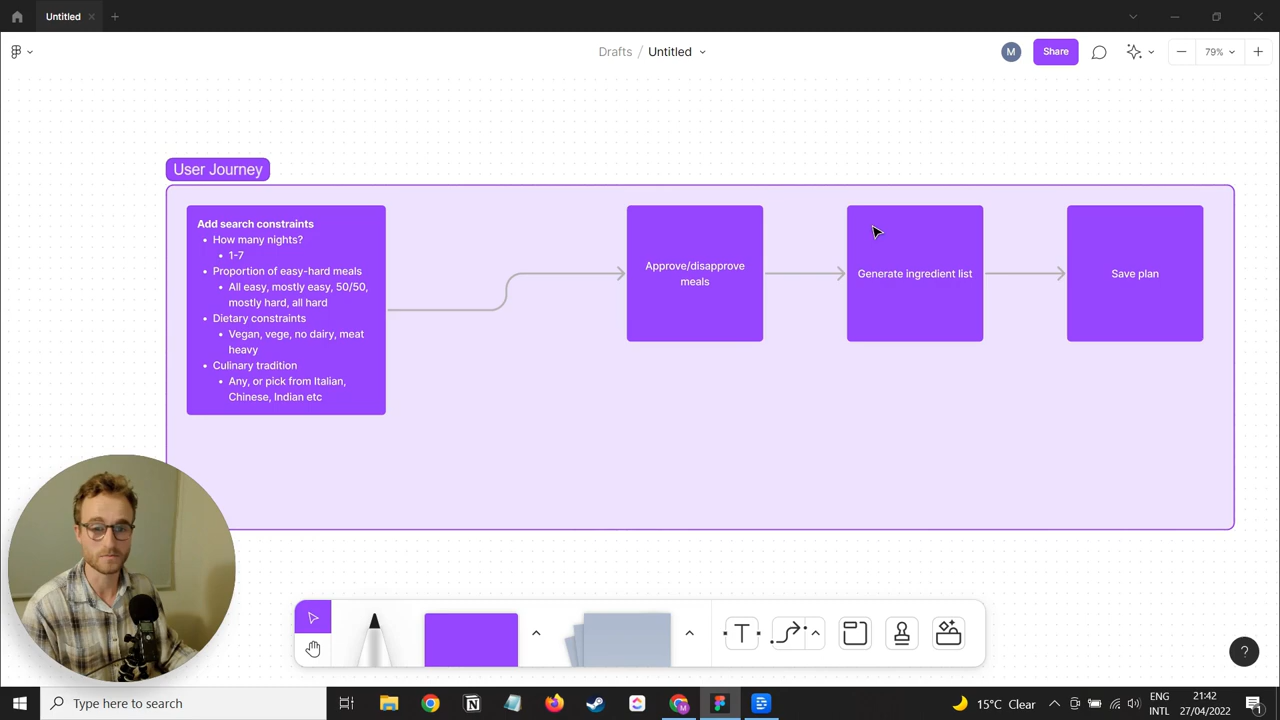 Untitled
Drafts / Untitled
M
Share
79%
User Journey
Add search constraints
• How many nights?
• 1-7
• Proportion of easy-hard meals
• All easy, mostly easy, 50/50,
mostly hard, all hard
• Dietary constraints
• Vegan, vege, no dairy, meat
heavy
• Culinary tradition
• Any, or pick from Italian,
Chinese, Indian etc
Approve/disapprove
meals
Generate ingredient list
Save plan
T
?
Type here to search
15°C Clear
ENG
INTL
21:42
27/04/2022
1